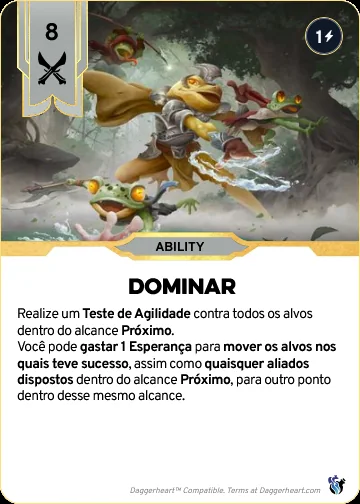 8
1
ABILITY
DOMINAR
Realize um Teste de Agilidade contra todos os alvos
dentro do alcance Próximo.
Você pode gastar 1 Esperança para mover os alvos nos
quais teve sucesso, assim como quaisquer aliados
dispostos dentro do alcance Próximo, para outro ponto
dentro desse mesmo alcance.
Daggerheart™ Compatible. Terms at Daggerheart.com